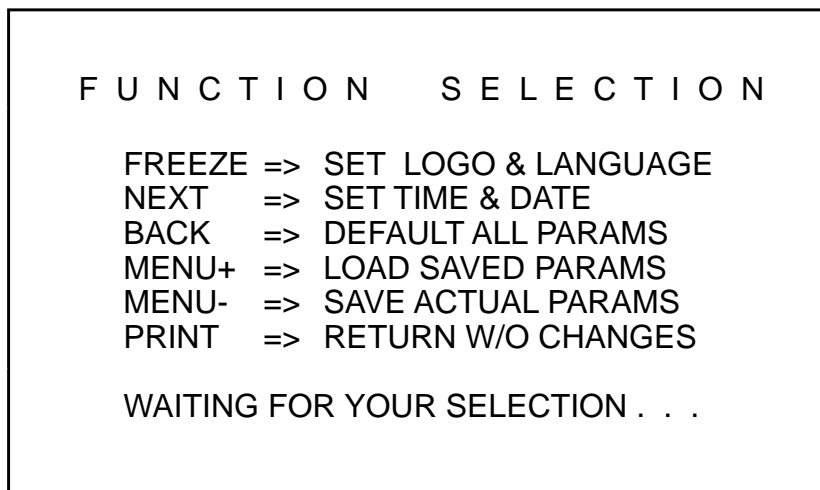 FUNCTION SELECTION
FREEZE => SET LOGO & LANGUAGE
NEXT => SET TIME & DATE
BACK => DEFAULT ALL PARAMS
MENU+ => LOAD SAVED PARAMS
MENU- => SAVE ACTUAL PARAMS
PRINT => RETURN W/O CHANGES
WAITING FOR YOUR SELECTION . . .